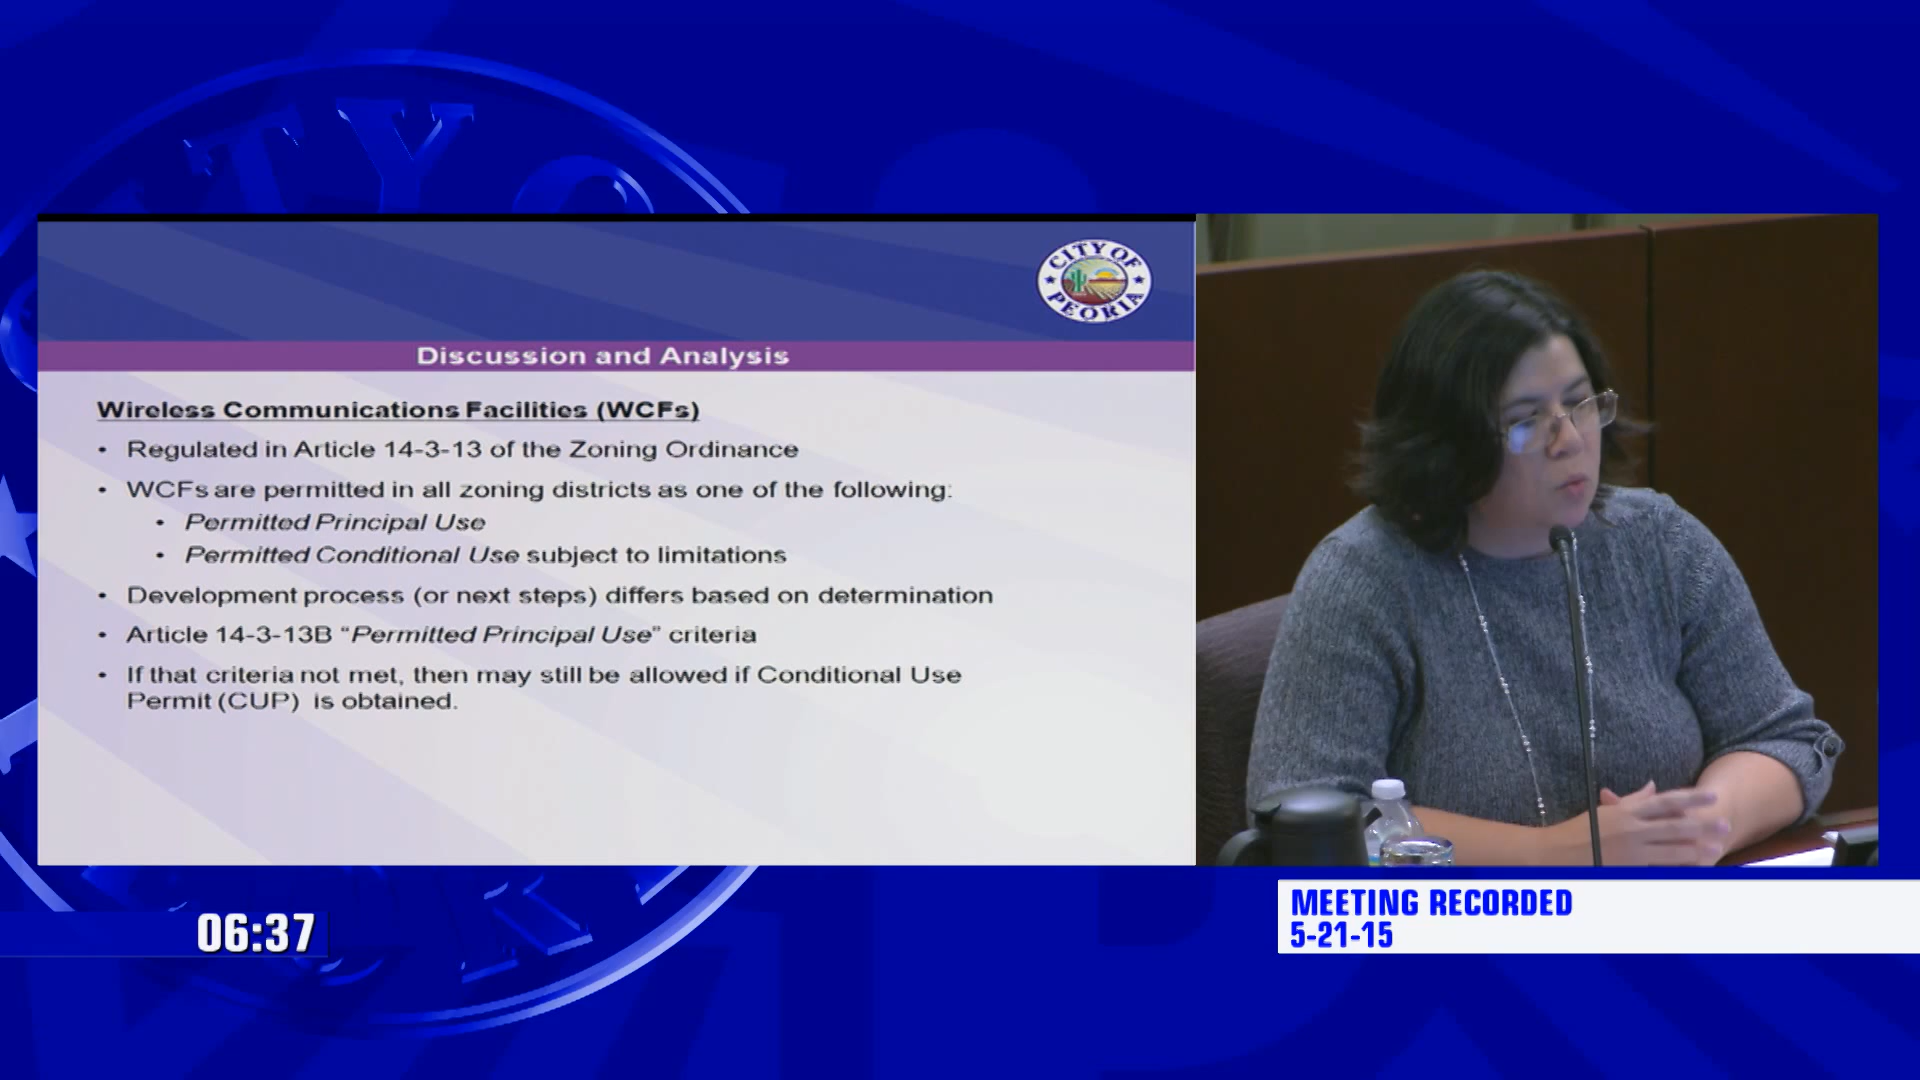 CITY OF
PEORIA
Discussion and Analysis
Wireless Communications Facilities (WCFs)
• Regulated in Article 14-3-13 of the Zoning Ordinance
• WCFs are permitted in all zoning districts as one of the following:
• Permitted Principal Use
• Permitted Conditional Use subject to limitations
• Development process (or next steps) differs based on determination
• Article 14-3-13B “Permitted Principal Use” criteria
• If that criteria not met, then may still be allowed if Conditional Use
Permit (CUP) is obtained.
06:37
MEETING RECORDED
5-21-15